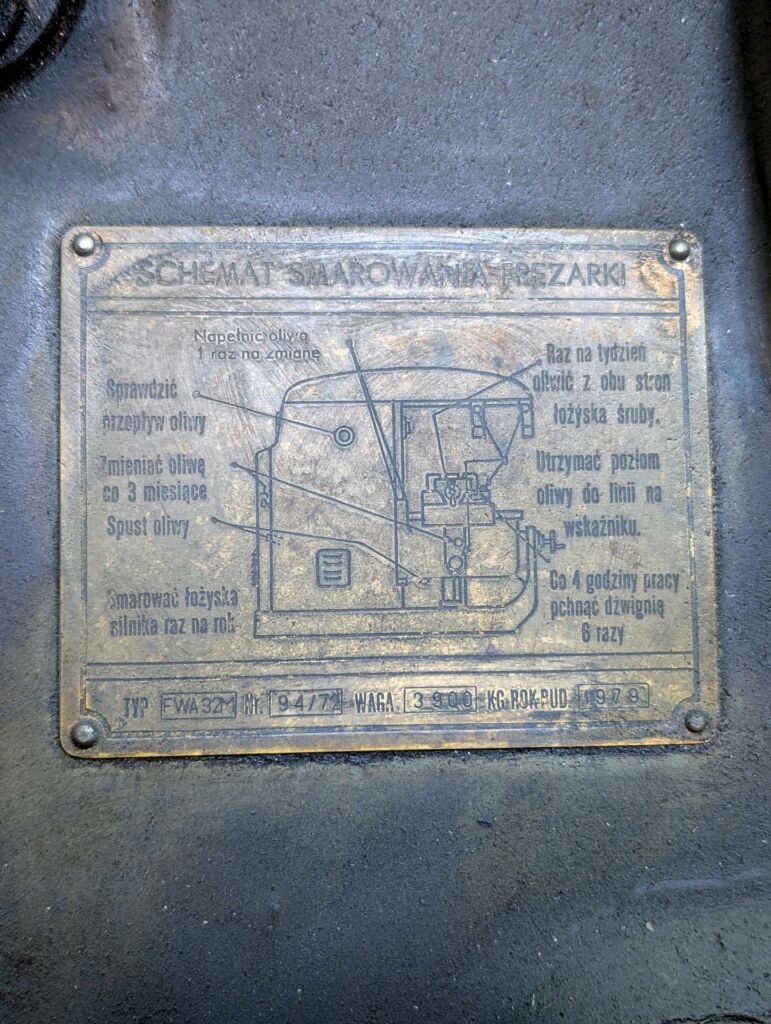 SCHEMAT SMAROWANIA FREZARKI
Napełnić oliwą
1 raz na zmianę
Sprawdzić
przepływ oliwy
Zmieniać oliwę
co 3 miesiące
Spust oliwy
Smarować łożyska
silnika raz na rok
Raz na tydzień
oliwić z obu stron
łożyska śruby.
Utrzymać poziom
oliwy do linii na
wskaźniku.
Co 4 godziny pracy
pchnąć dźwignię
6 razy
TYP FWA32M Nr. 94/72 WAGA 3900 KG ROK BUD. 1979